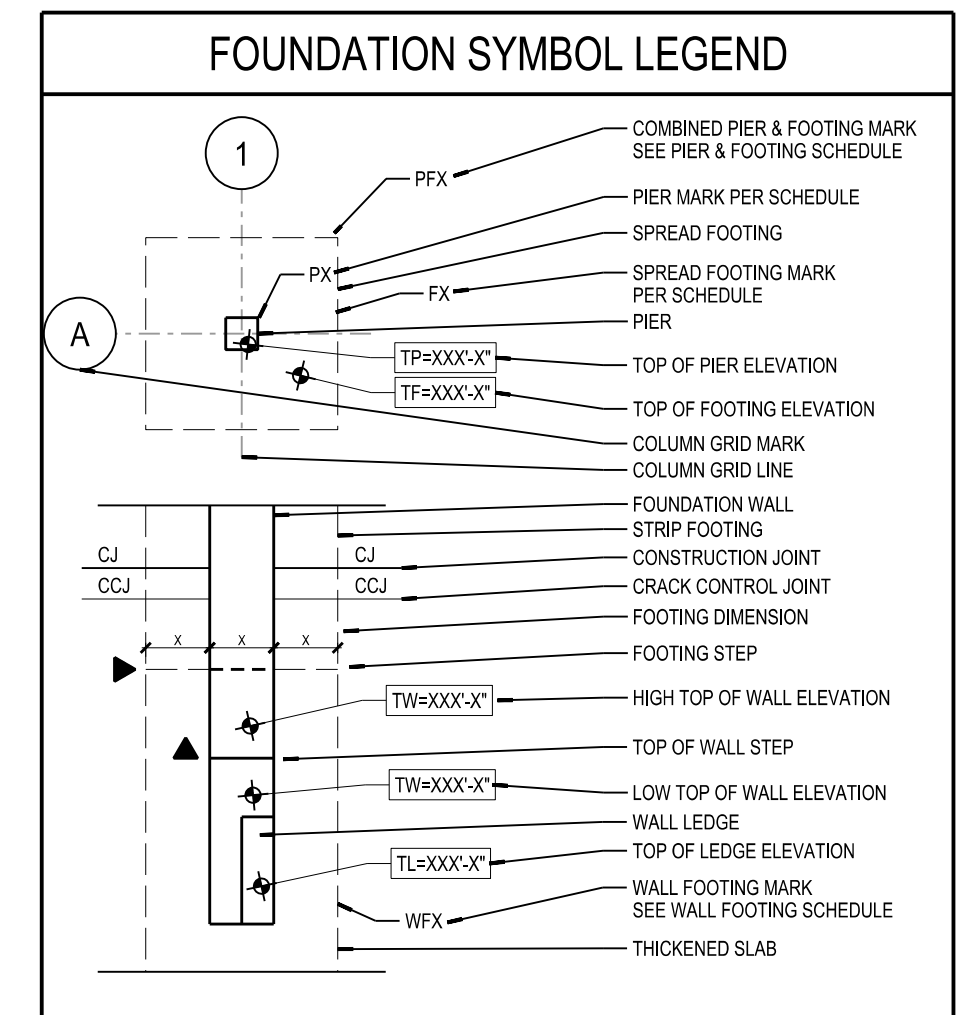 FOUNDATION SYMBOL LEGEND
1
COMBINED PIER & FOOTING MARK
SEE PIER & FOOTING SCHEDULE
PFX
PIER MARK PER SCHEDULE
SPREAD FOOTING
PX
SPREAD FOOTING MARK
PER SCHEDULE
FX
PIER
A
TP=XXX'-X"
TOP OF PIER ELEVATION
TF=XXX'-X"
TOP OF FOOTING ELEVATION
COLUMN GRID MARK
COLUMN GRID LINE
FOUNDATION WALL
STRIP FOOTING
CJ CJ
CONSTRUCTION JOINT
CCJ CCJ
CRACK CONTROL JOINT
FOOTING DIMENSION
X X X
FOOTING STEP
TW=XXX'-X"
HIGH TOP OF WALL ELEVATION
TOP OF WALL STEP
TW=XXX'-X"
LOW TOP OF WALL ELEVATION
WALL LEDGE
TL=XXX'-X"
TOP OF LEDGE ELEVATION
WALL FOOTING MARK
SEE WALL FOOTING SCHEDULE
WFX
THICKENED SLAB